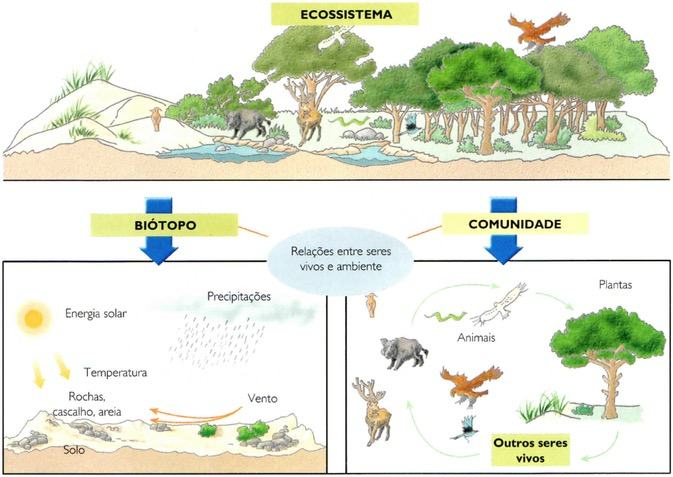 ECOSSISTEMA
BIÓTOPO
COMUNIDADE
Relações entre seres
vivos e ambiente
Energia solar
Precipitações
Temperatura
Rochas,
cascalho, areia
Vento
Solo
Plantas
Animais
Outros seres
vivos